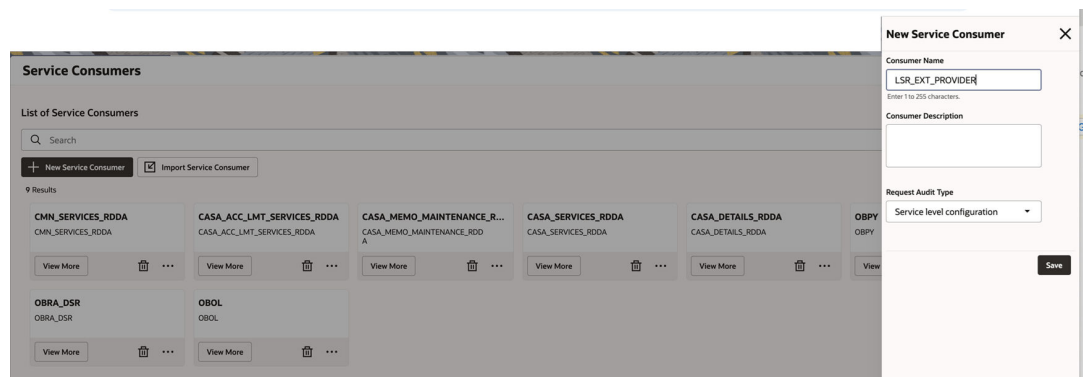 Service Consumers
List of Service Consumers
Search
New Service Consumer
Import Service Consumer
9 Results
CMN_SERVICES_RDDA
CMN_SERVICES_RDDA
View More
CASA_ACC_LMT_SERVICES_RDDA
CASA_ACC_LMT_SERVICES_RDDA
View More
CASA_MEMO_MAINTENANCE_R...
CASA_MEMO_MAINTENANCE_RDD
A
View More
CASA_SERVICES_RDDA
CASA_SERVICES_RDDA
View More
CASA_DETAILS_RDDA
CASA_DETAILS_RDDA
View More
OBPY
OBPY
View
OBRA_DSR
OBRA_DSR
View More
OBOL
OBOL
View More
New Service Consumer
Consumer Name
LSR_EXT_PROVIDER
Enter 1 to 255 characters.
Consumer Description
Request Audit Type
Service level configuration
Save